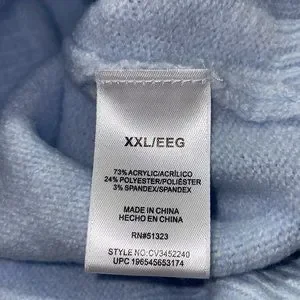 XXL/EEG
73% ACRYLIC/ACRÍLICO
24% POLYESTER/POLIÉSTER
3% SPANDEX/SPANDEX
MADE IN CHINA
HECHO EN CHINA
RN#51323
STYLE NO:CV3452240
UPC 196545653174